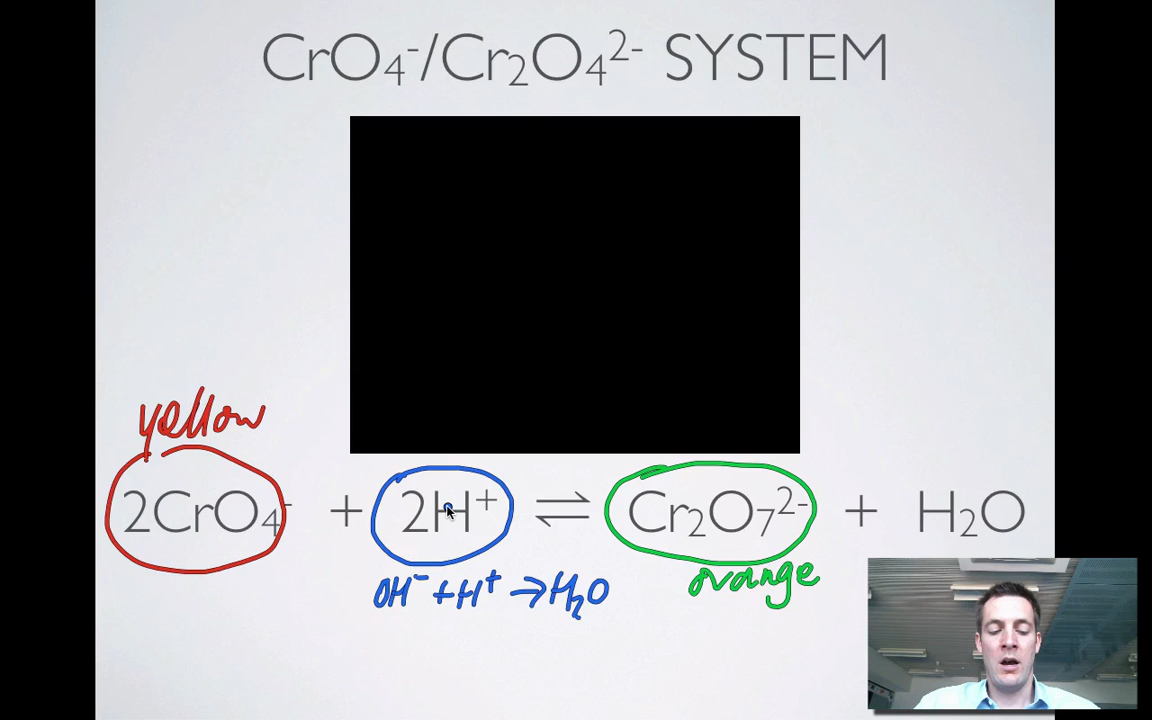 CrO₄⁻/Cr₂O₄²⁻ SYSTEM
yellow
2CrO₄⁻ + 2H⁺ ⇌ Cr₂O₇²⁻ + H₂O
OH⁻ + H⁺ → H₂O
orange